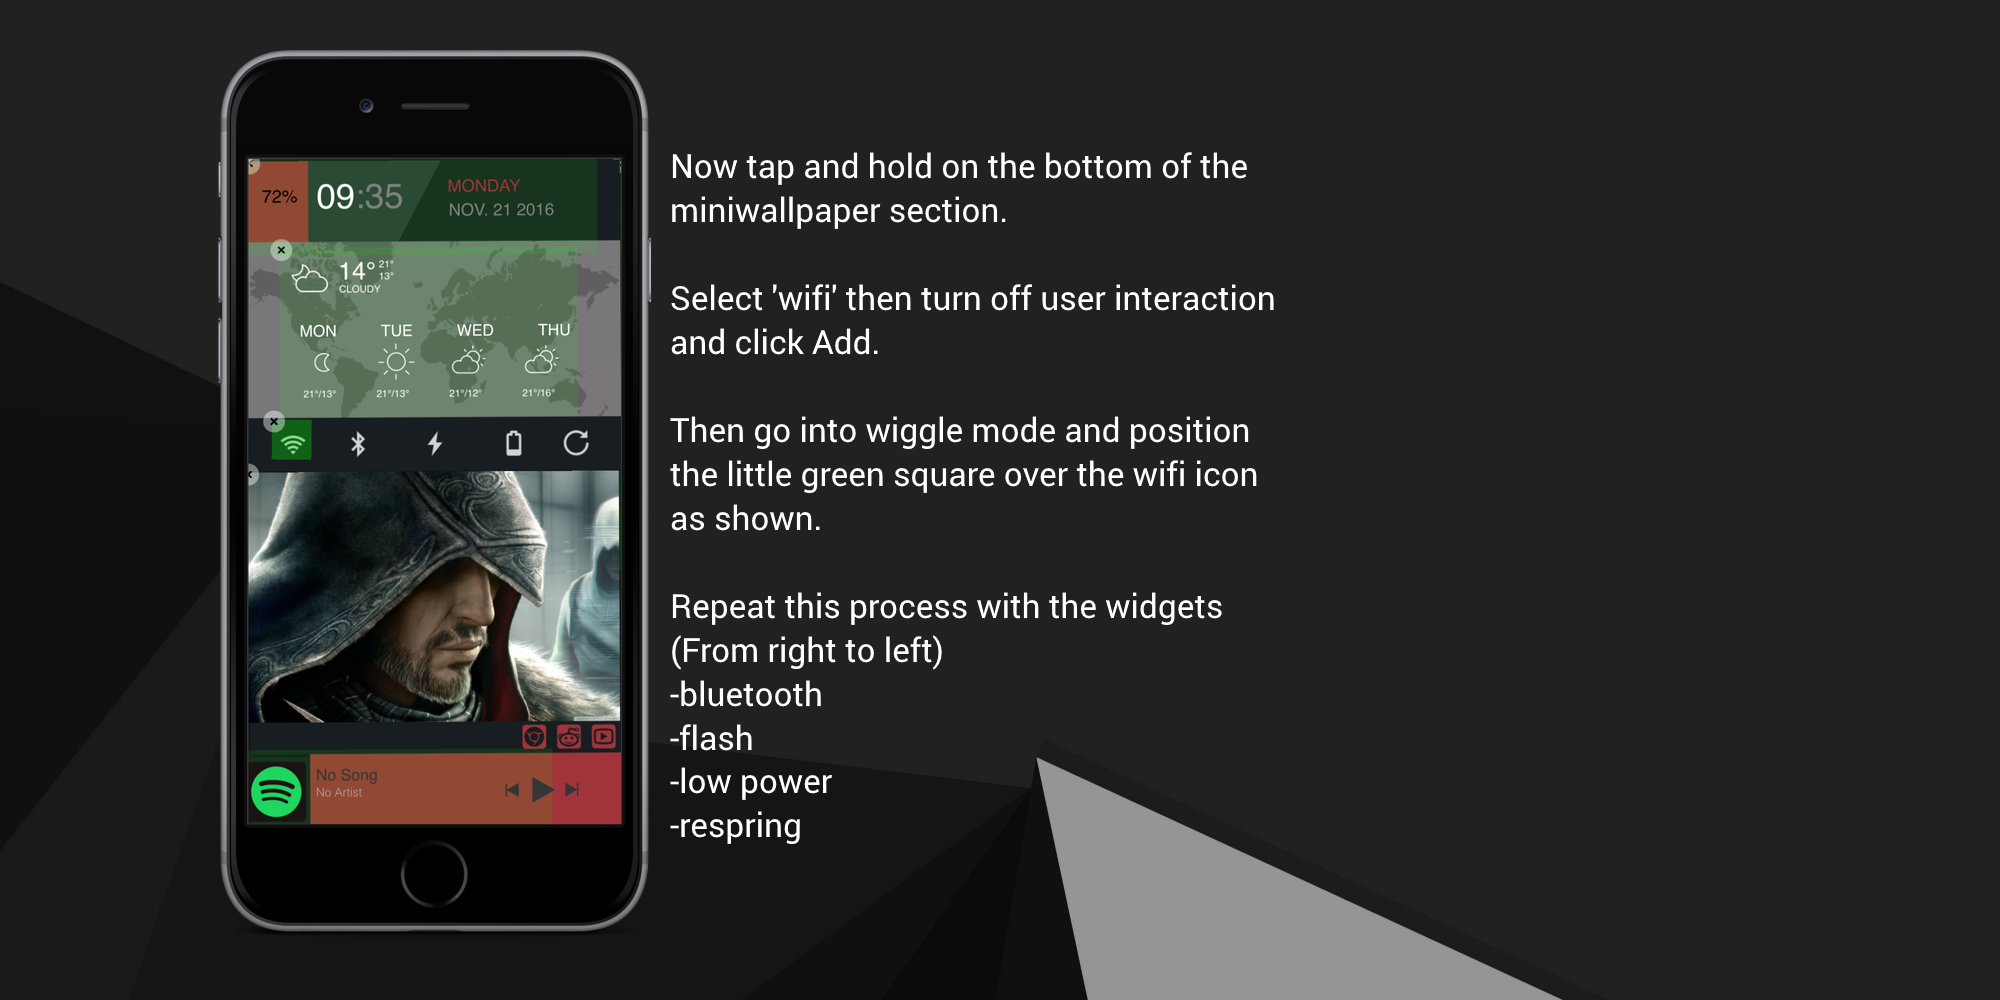 72%
09:35
MONDAY
NOV. 21 2016
14° 21°
13°
CLOUDY
MON TUE WED THU
21°/13° 21°/13° 21°/12° 21°/16°
No Song
No Artist
Now tap and hold on the bottom of the
miniwallpaper section.
Select 'wifi' then turn off user interaction
and click Add.
Then go into wiggle mode and position
the little green square over the wifi icon
as shown.
Repeat this process with the widgets
(From right to left)
-bluetooth
-flash
-low power
-respring